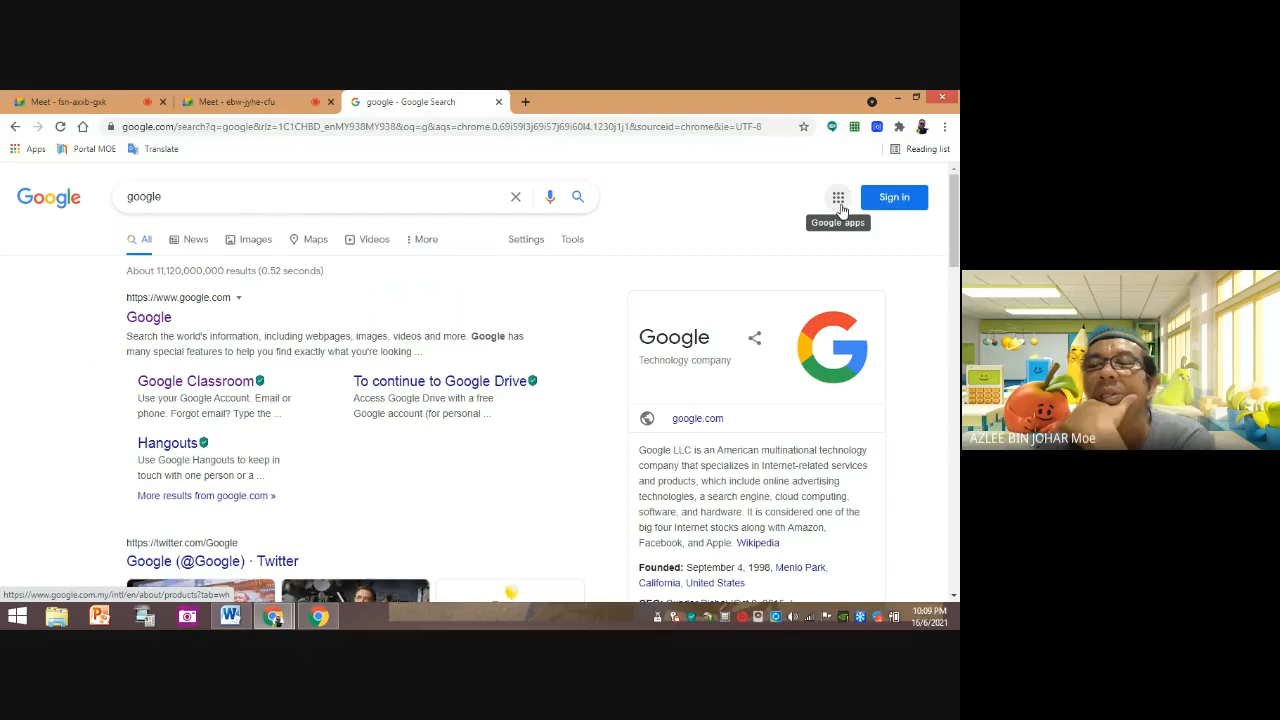 Meet - fsn-axxb-gxk
Meet - ebw-jyhe-cfu
google - Google Search
google.com/search?q=google&rlz=1C1CHBD_enMY938MY938&oq=g&aqs=chrome.0.69i59l3j69i57j69i60l4.1230j1j1&sourceid=chrome&ie=UTF-8
Apps
Portal MOE
Translate
Reading list
Google
google
Sign in
Google apps
All
News
Images
Maps
Videos
More
Settings
Tools
About 11,120,000,000 results (0.52 seconds)
https://www.google.com
Google
Search the world's information, including webpages, images, videos and more. Google has
many special features to help you find exactly what you're looking ...
Google Classroom
Use your Google Account. Email or
phone. Forgot email? Type the ...
To continue to Google Drive
Access Google Drive with a free
Google account (for personal ...
Hangouts
Use Google Hangouts to keep in
touch with one person or a ...
More results from google.com »
https://twitter.com/Google
Google (@Google) · Twitter
Google
Technology company
google.com
Google LLC is an American multinational technology
company that specializes in Internet-related services
and products, which include online advertising
technologies, a search engine, cloud computing,
software, and hardware. It is considered one of the
big four Internet stocks along with Amazon,
Facebook, and Apple. Wikipedia
Founded: September 4, 1998, Menlo Park,
California, United States
https://www.google.com.my/intl/en/about/products?tab=wh
10:09 PM
16/6/2021
AZLEE BIN JOHAR Moe